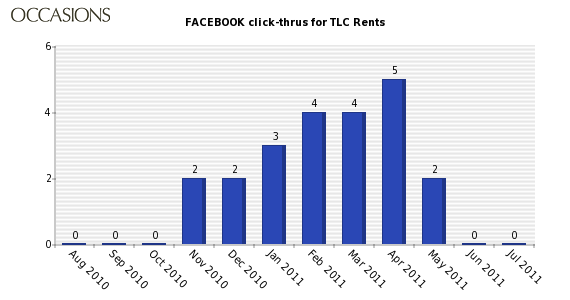 OCCASIONS
FACEBOOK click-thrus for TLC Rents
6
4
2
0
0
0
0
2
2
3
4
4
5
2
0
0
Aug 2010
Sep 2010
Oct 2010
Nov 2010
Dec 2010
Jan 2011
Feb 2011
Mar 2011
Apr 2011
May 2011
Jun 2011
Jul 2011